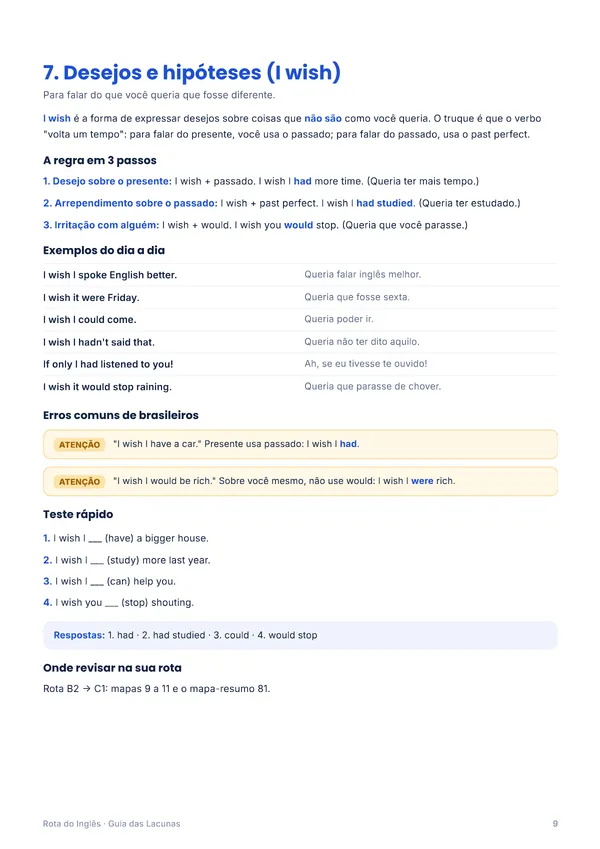 7. Desejos e hipóteses (I wish)
Para falar do que você queria que fosse diferente.
I wish é a forma de expressar desejos sobre coisas que não são como você queria. O truque é que o verbo
"volta um tempo": para falar do presente, você usa o passado; para falar do passado, usa o past perfect.
A regra em 3 passos
1. Desejo sobre o presente: I wish + passado. I wish I had more time. (Queria ter mais tempo.)
2. Arrependimento sobre o passado: I wish + past perfect. I wish I had studied. (Queria ter estudado.)
3. Irritação com alguém: I wish + would. I wish you would stop. (Queria que você parasse.)
Exemplos do dia a dia
I wish I spoke English better. Queria falar inglês melhor.
I wish it were Friday. Queria que fosse sexta.
I wish I could come. Queria poder ir.
I wish I hadn't said that. Queria não ter dito aquilo.
If only I had listened to you! Ah, se eu tivesse te ouvido!
I wish it would stop raining. Queria que parasse de chover.
Erros comuns de brasileiros
ATENÇÃO "I wish I have a car." Presente usa passado: I wish I had.
ATENÇÃO "I wish I would be rich." Sobre você mesmo, não use would: I wish I were rich.
Teste rápido
1. I wish I ___ (have) a bigger house.
2. I wish I ___ (study) more last year.
3. I wish I ___ (can) help you.
4. I wish you ___ (stop) shouting.
Respostas: 1. had · 2. had studied · 3. could · 4. would stop
Onde revisar na sua rota
Rota B2 → C1: mapas 9 a 11 e o mapa-resumo 81.
Rota do Inglês · Guia das Lacunas 9